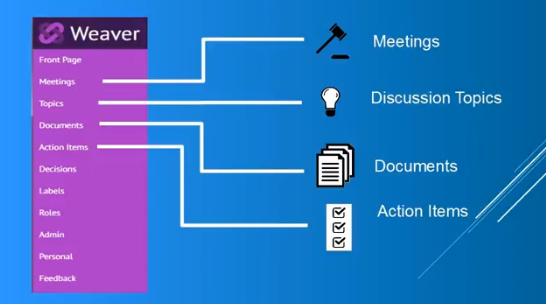 Weaver
Front Page
Meetings
Topics
Documents
Action Items
Decisions
Labels
Roles
Admin
Personal
Feedback
Meetings
Discussion Topics
Documents
Action Items